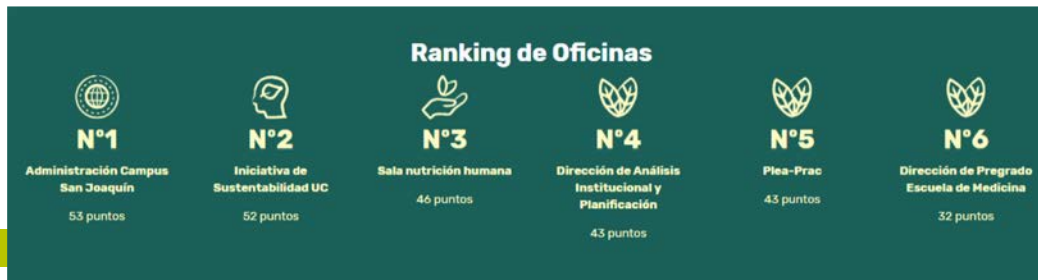 Ranking de Oficinas
N°1
Administración Campus
San Joaquín
53 puntos
N°2
Iniciativa de
Sustentabilidad UC
52 puntos
N°3
Sala nutrición humana
46 puntos
N°4
Dirección de Análisis
Institucional y
Planificación
43 puntos
N°5
Plea-Prac
43 puntos
N°6
Dirección de Pregrado
Escuela de Medicina
32 puntos